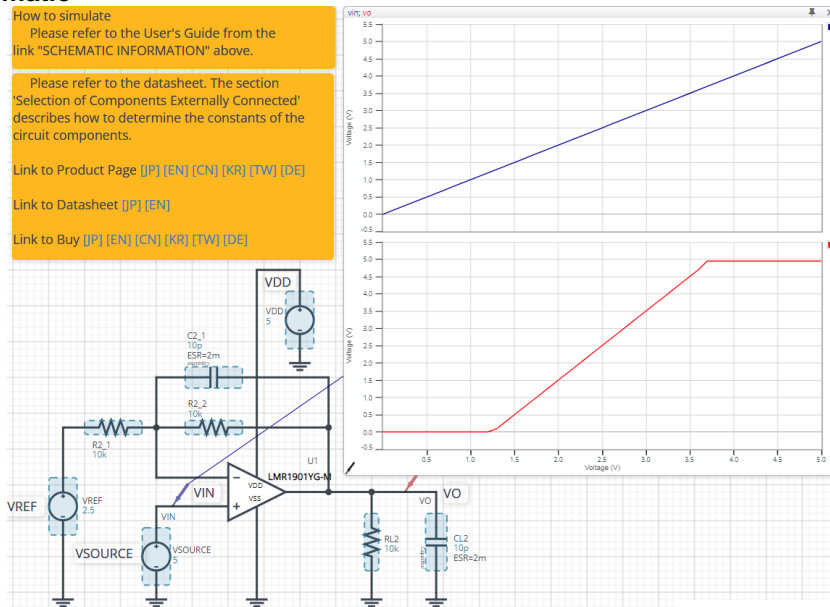 How to simulate
Please refer to the User's Guide from the
link "SCHEMATIC INFORMATION" above.
Please refer to the datasheet. The section
'Selection of Components Externally Connected'
describes how to determine the constants of the
circuit components.
Link to Product Page [JP] [EN] [CN] [KR] [TW] [DE]
Link to Datasheet [JP] [EN]
Link to Buy [JP] [EN] [CN] [KR] [TW] [DE]
vin; vo
5.5
5.0
4.5
4.0
3.5
3.0
2.5
2.0
1.5
1.0
0.5
0.0
-0.5
Voltage (V)
5.5
5.0
4.5
4.0
3.5
3.0
2.5
2.0
1.5
1.0
0.5
0.0
-0.5
Voltage (V)
0.5 1.0 1.5 2.0 2.5 3.0 3.5 4.0 4.5 5.0
Voltage (V)
VDD
VDD
5
C2_1
10p
ESR=2m
Capacitor
R2_2
10k
R2_1
10k
U1
LMR1901YG-M
VDD
VSS
VREF
VREF
2.5
VIN
VIN
VSOURCE
VSOURCE
5
VO
VO
RL2
10k
CL2
10p
ESR=2m
Capacitor